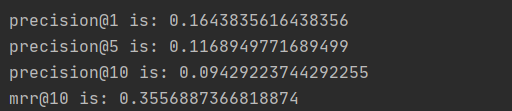 precision@1 is: 0.1643835616438356
precision@5 is: 0.1168949771689499
precision@10 is: 0.09429223744292255
mrr@10 is: 0.3556887366818874